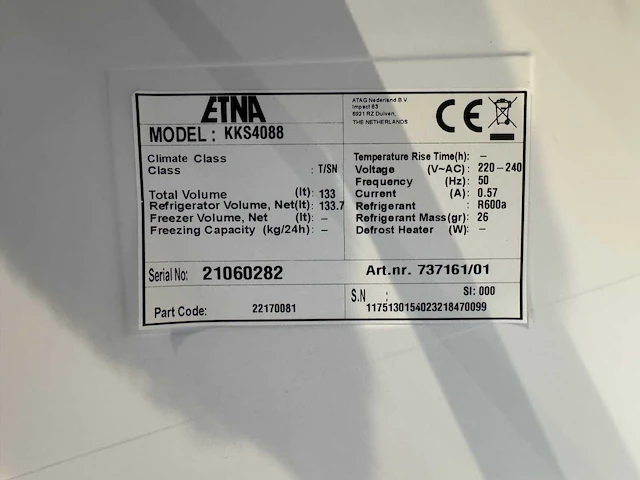 ETNA
MODEL: KKS4088
ATAG Nederland B.V.
Impact 83
6921 RZ Duiven,
THE NETHERLANDS
CE
Climate Class
Class : T/SN
Total Volume (lt): 133
Refrigerator Volume, Net(lt): 133.7
Freezer Volume, Net (lt): –
Freezing Capacity (kg/24h): –
Temperature Rise Time(h): –
Voltage (V~AC): 220-240
Frequency (Hz): 50
Current (A): 0.57
Refrigerant : R600a
Refrigerant Mass(gr): 26
Defrost Heater (W): –
Serial No: 21060282
Art.nr. 737161/01
Part Code: 22170081
S.N : SI: 000
1175130154023218470099